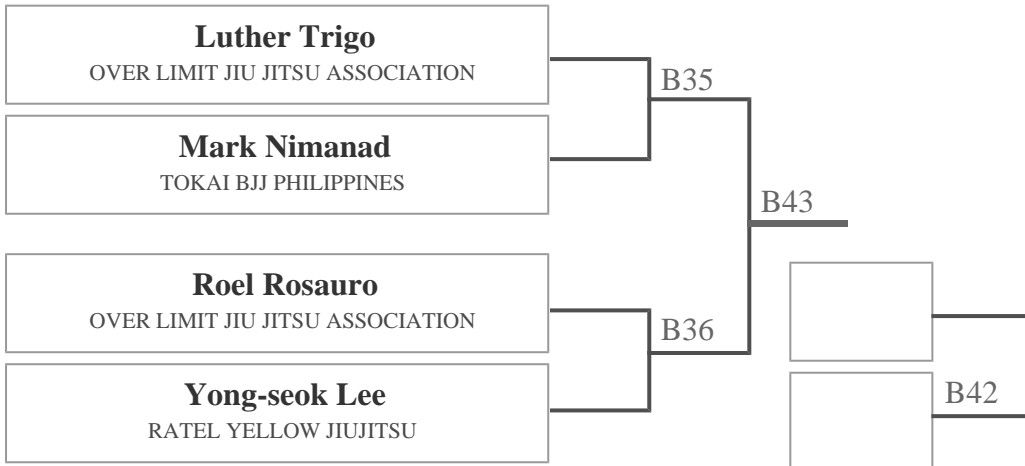 Luther Trigo
OVER LIMIT JIU JITSU ASSOCIATION
B35
Mark Nimanad
TOKAI BJJ PHILIPPINES
B43
Roel Rosauro
OVER LIMIT JIU JITSU ASSOCIATION
B36
Yong-seok Lee
RATEL YELLOW JIUJITSU
B42